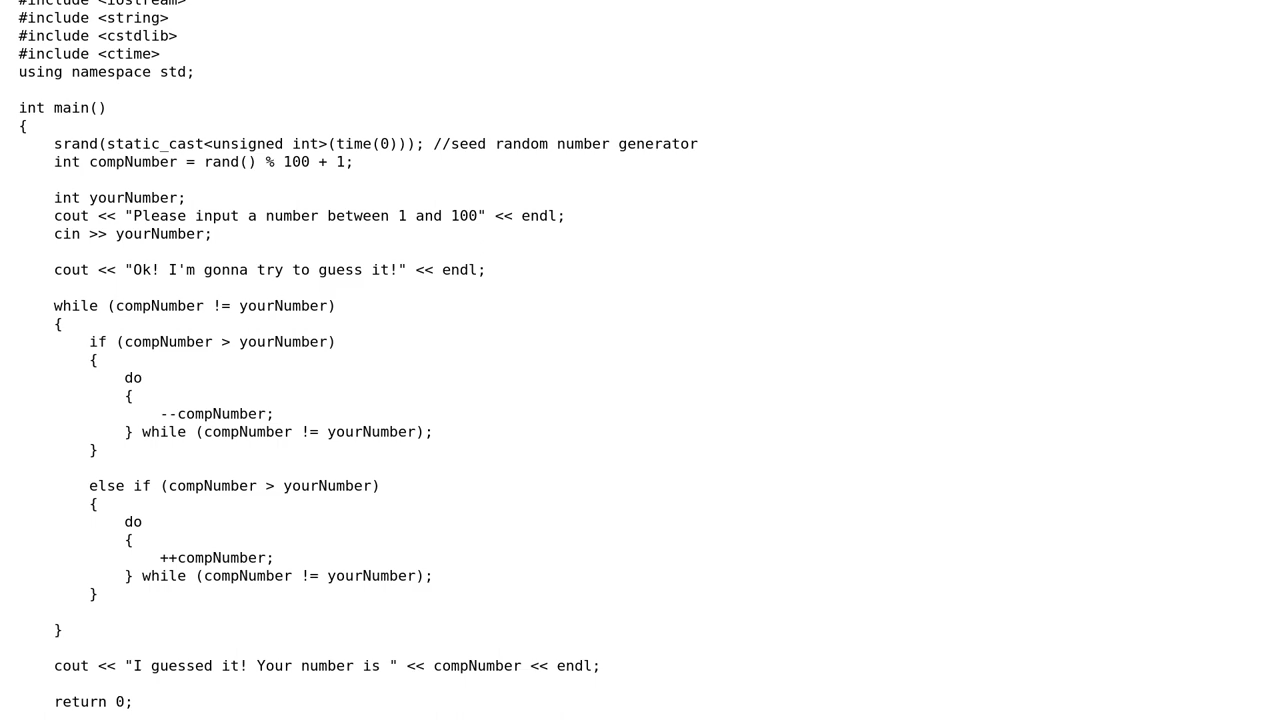 #include <iostream>
#include <string>
#include <cstdlib>
#include <ctime>
using namespace std;

int main()
{
    srand(static_cast<unsigned int>(time(0))); //seed random number generator
    int compNumber = rand() % 100 + 1;

    int yourNumber;
    cout << "Please input a number between 1 and 100" << endl;
    cin >> yourNumber;

    cout << "Ok! I'm gonna try to guess it!" << endl;

    while (compNumber != yourNumber)
    {
        if (compNumber > yourNumber)
        {
            do
            {
                --compNumber;
            } while (compNumber != yourNumber);
        }

        else if (compNumber > yourNumber)
        {
            do
            {
                ++compNumber;
            } while (compNumber != yourNumber);
        }

    }

    cout << "I guessed it! Your number is " << compNumber << endl;

    return 0;